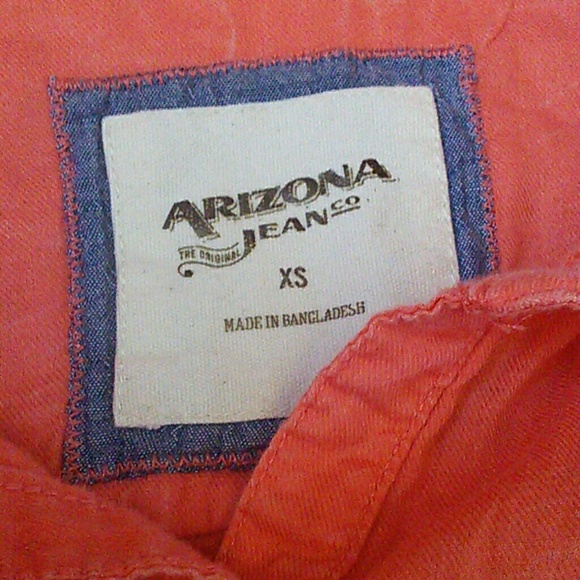 ARIZONA
THE ORIGINAL JEAN CO
XS
MADE IN BANGLADESH